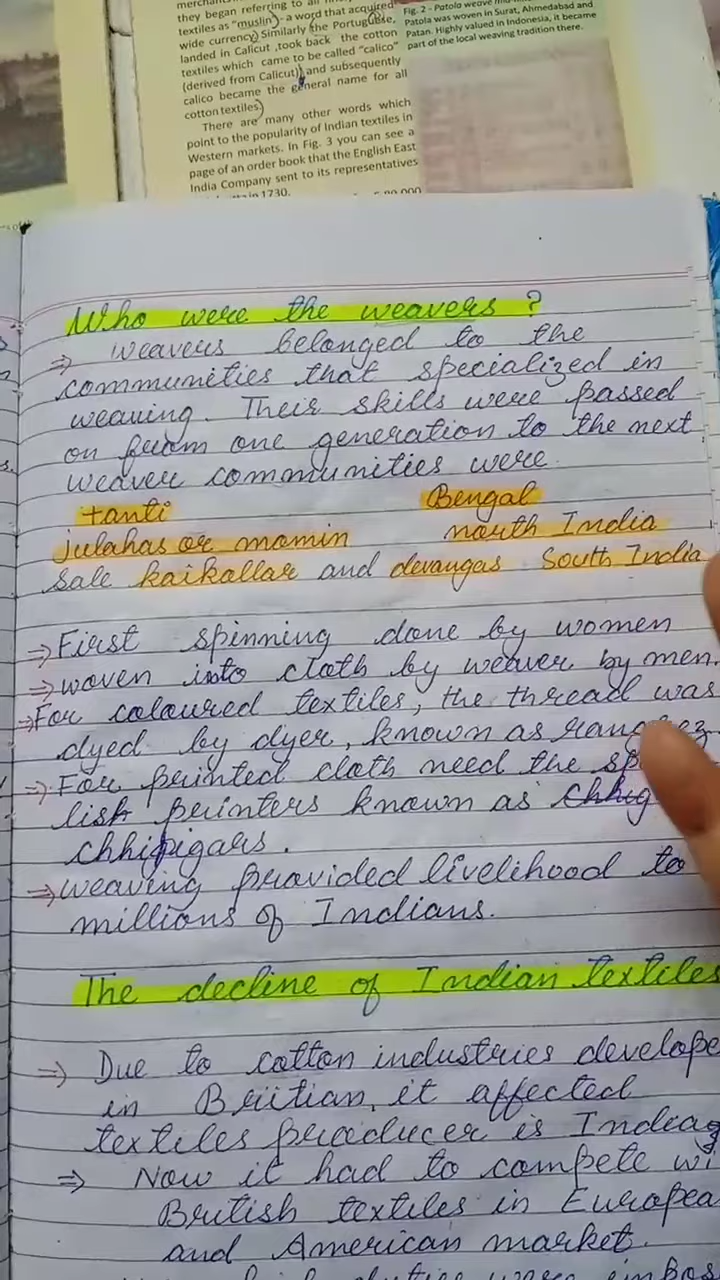 they began referring to all
textiles as "muslin" - a word that acquired
wide currency. Similarly the Portuguese,
landed in Calicut ,took back the cotton
textiles which came to be called "calico"
(derived from Calicut), and subsequently
calico became the general name for all
cotton textiles.
There are many other words which
point to the popularity of Indian textiles in
Western markets. In Fig. 3 you can see a
page of an order book that the English East
India Company sent to its representatives
in 1730.
Fig. 2 - Patola weave
Patola was woven in Surat, Ahmedabad and
Patan. Highly valued in Indonesia, it became
part of the local weaving tradition there.
Who were the weavers ?
⇒ weavers belonged to the
communities that specialized in
weaving. Their skills were passed
on from one generation to the next
weaver communities were
tanti Bengal
julahas or momin north India
Sale kaikallar and devangas South India
⇒ First spinning done by women
⇒ woven into cloth by weaver by men.
⇒ For coloured textiles, the thread was
dyed by dyer, known as
⇒ For printed cloth need the
printers known as
chhipigars.
⇒ weaving provided livelihood to
millions of Indians.
The decline of Indian textiles
⇒ Due to cotton industries develope
in Britian, it affected
textiles producer is India
⇒ Now it had to compete
British textiles in Europea
and American market.